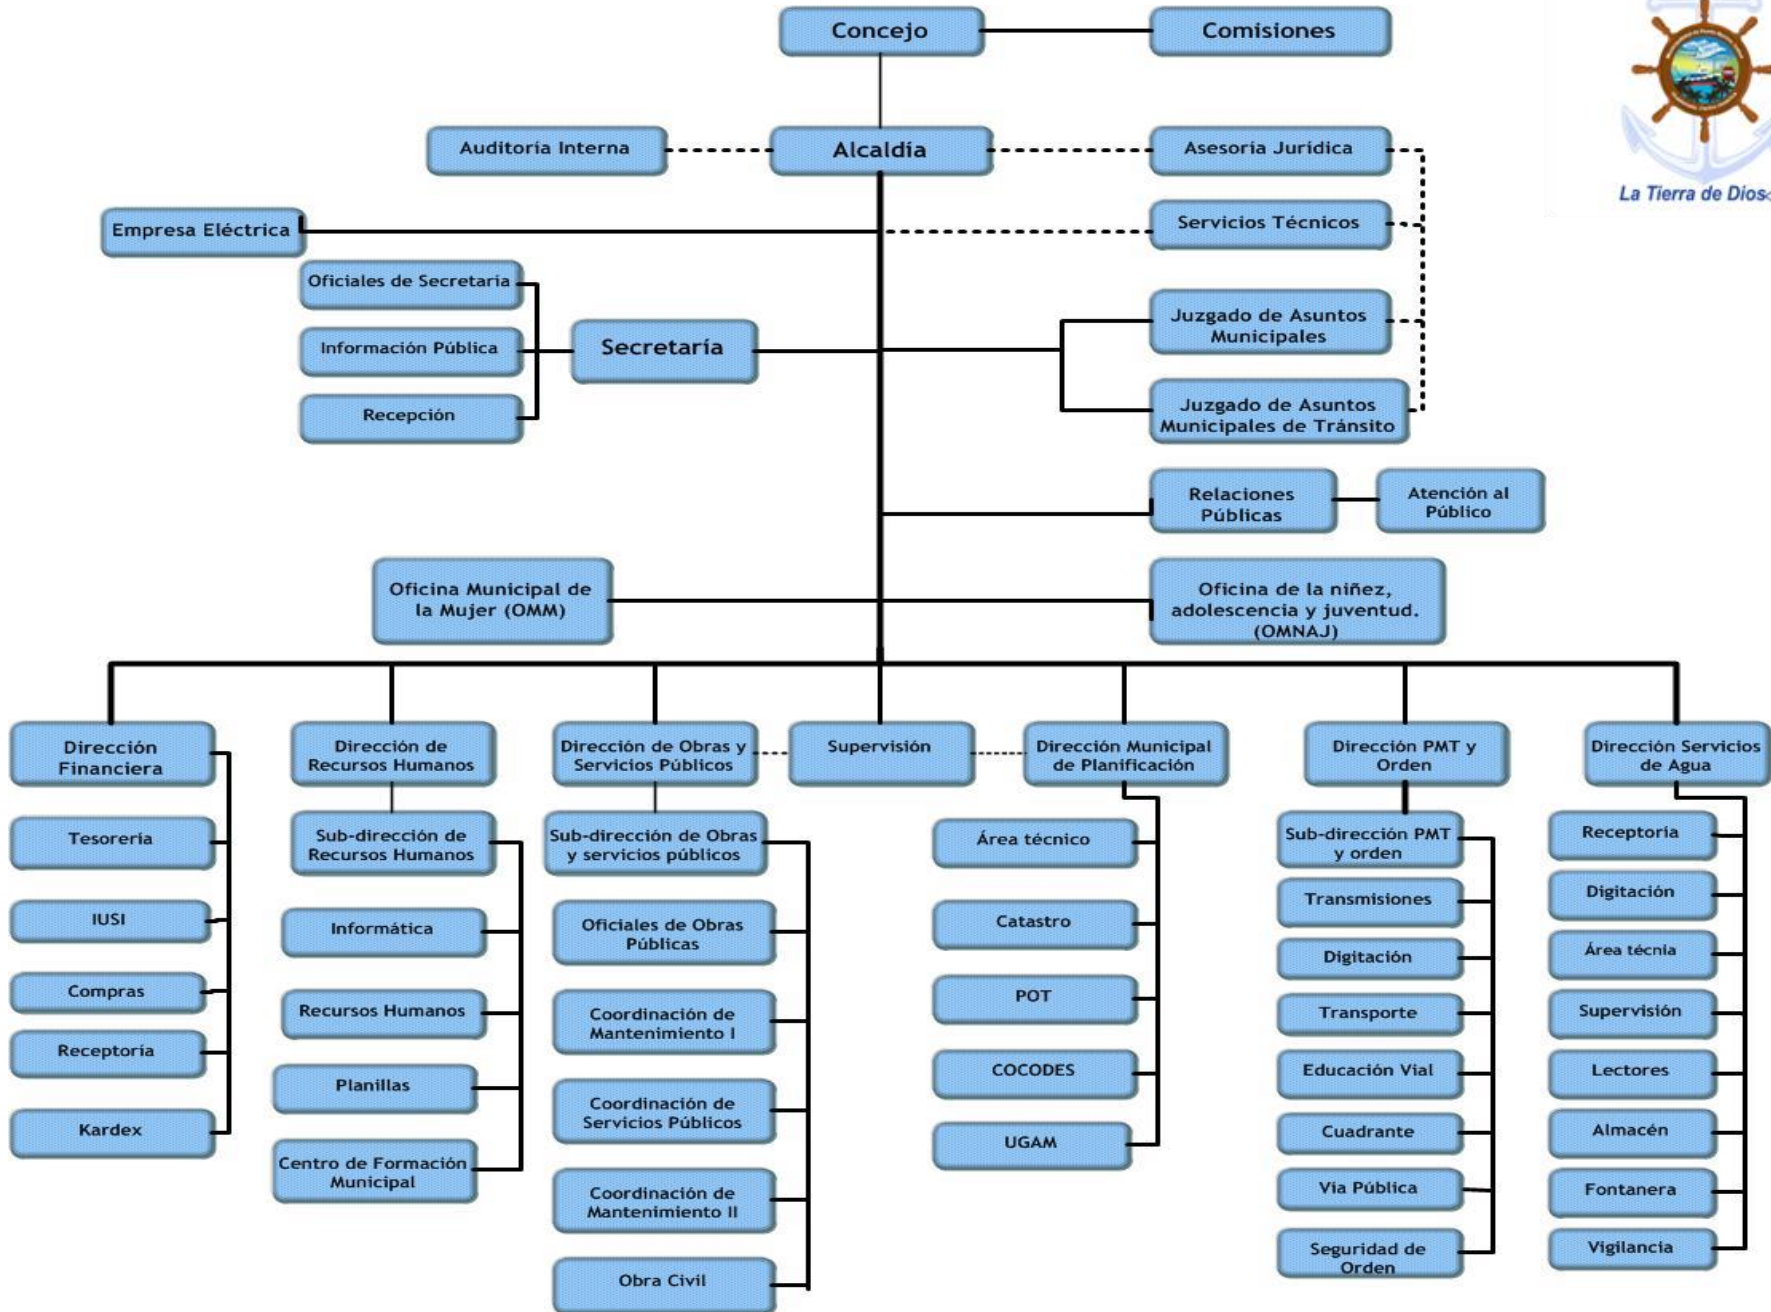 Concejo
Comisiones
Auditoría Interna
Alcaldía
Asesoría Jurídica
La Tierra de Dios
Empresa Eléctrica
Servicios Técnicos
Oficiales de Secretaría
Información Pública
Recepción
Secretaría
Juzgado de Asuntos
Municipales
Juzgado de Asuntos
Municipales de Tránsito
Relaciones
Públicas
Atención al
Público
Oficina Municipal de
la Mujer (OMM)
Oficina de la niñez,
adolescencia y juventud.
(OMNAJ)
Dirección
Financiera
Tesorería
IUSI
Compras
Receptoría
Kardex
Dirección de
Recursos Humanos
Sub-dirección de
Recursos Humanos
Informática
Recursos Humanos
Planillas
Centro de Formación
Municipal
Dirección de Obras y
Servicios Públicos
Sub-dirección de Obras
y servicios públicos
Oficiales de Obras
Públicas
Coordinación de
Mantenimiento I
Coordinación de
Servicios Públicos
Coordinación de
Mantenimiento II
Obra Civil
Supervisión
Dirección Municipal
de Planificación
Área técnico
Catastro
POT
COCODES
UGAM
Dirección PMT y
Orden
Sub-dirección PMT
y orden
Transmisiones
Digitación
Transporte
Educación Vial
Cuadrante
Vía Pública
Seguridad de
Orden
Dirección Servicios
de Agua
Receptoría
Digitación
Área técnia
Supervisión
Lectores
Almacén
Fontanera
Vigilancia